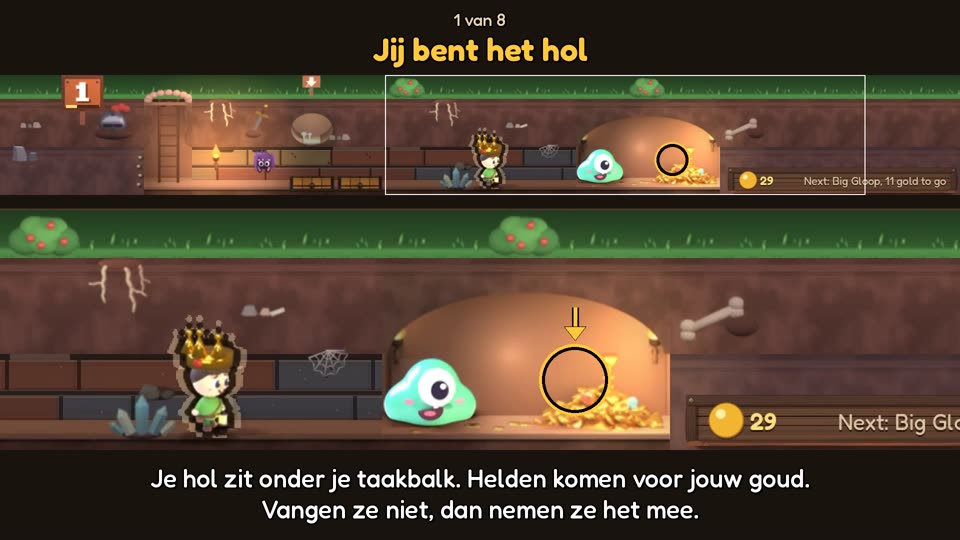 1 van 8
Jij bent het hol
1
29
Next: Big Gloop, 11 gold to go
29
Next: Big Glo
Je hol zit onder je taakbalk. Helden komen voor jouw goud.
Vangen ze niet, dan nemen ze het mee.